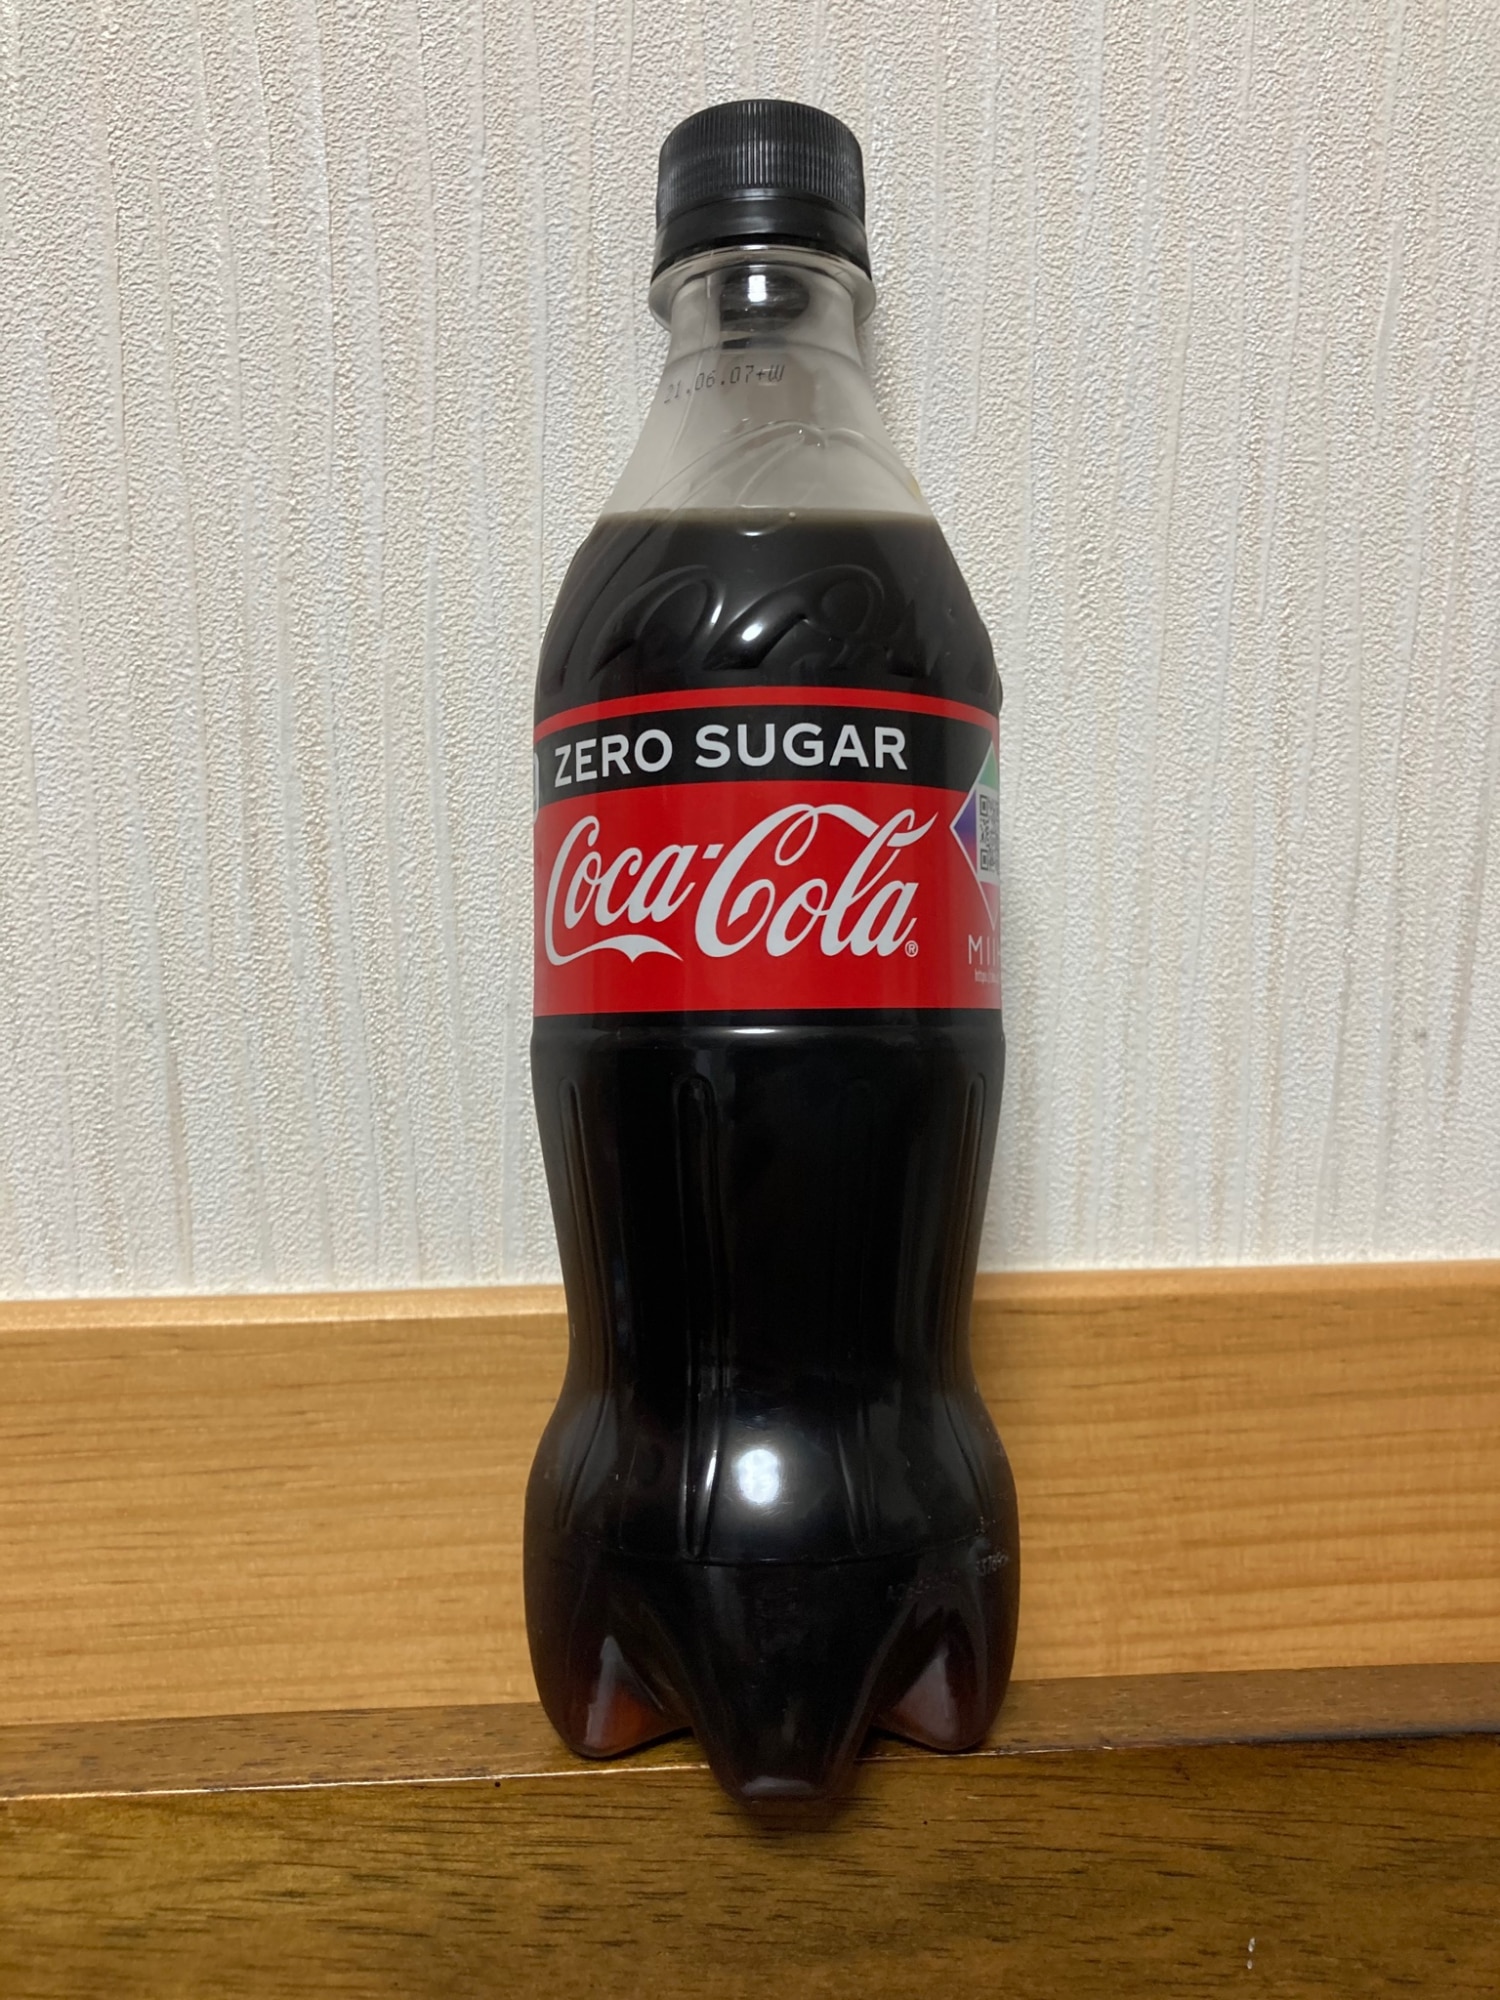 21.06.07+W
ZERO SUGAR
Coca-Cola®